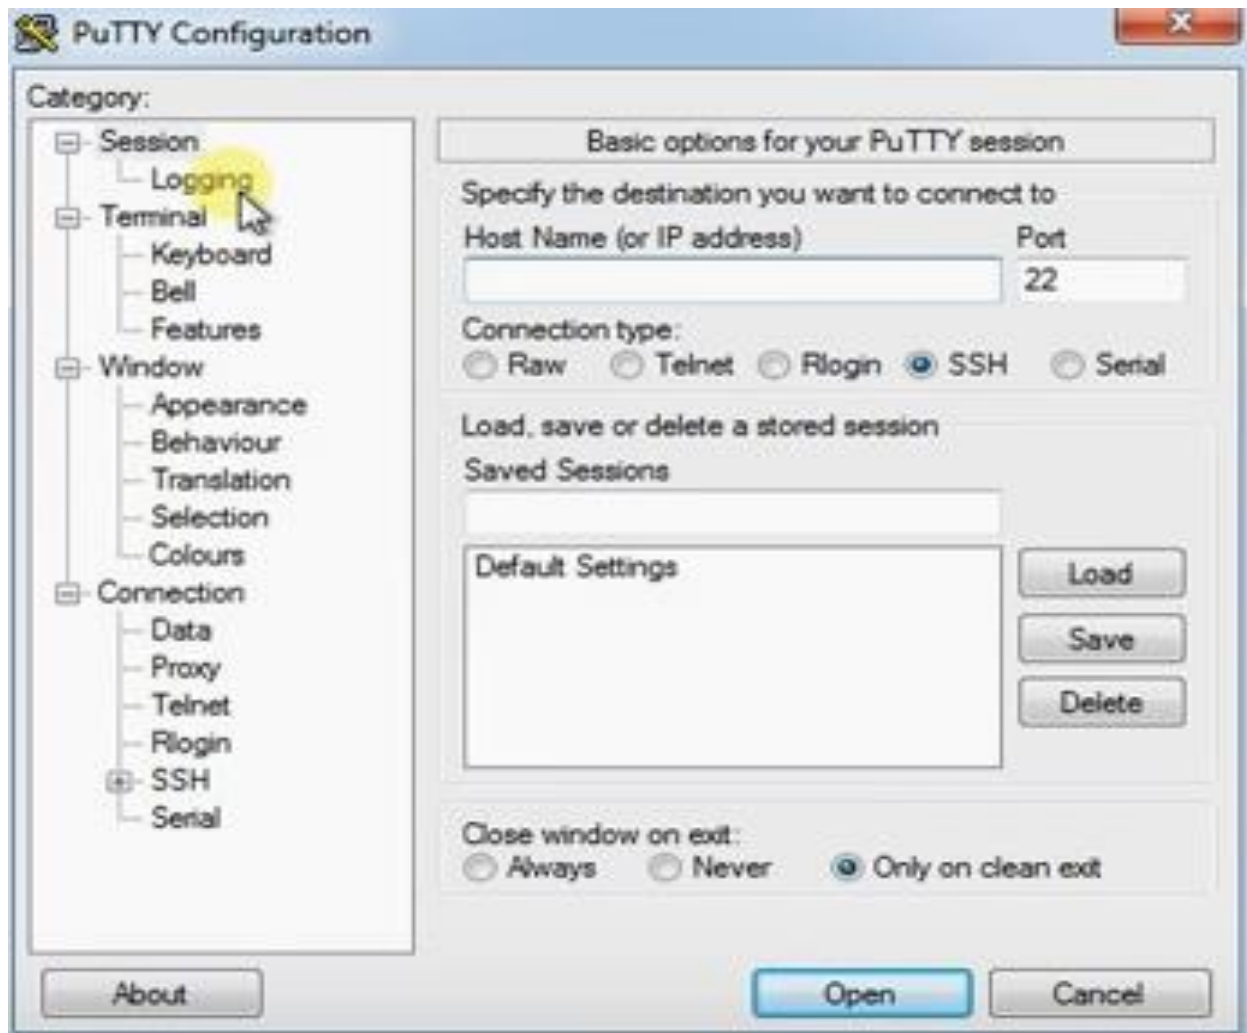 PuTTY Configuration
Category:
Session
Logging
Terminal
Keyboard
Bell
Features
Window
Appearance
Behaviour
Translation
Selection
Colours
Connection
Data
Proxy
Telnet
Rlogin
SSH
Serial
Basic options for your PuTTY session
Specify the destination you want to connect to
Host Name (or IP address) Port
22
Connection type:
Raw Telnet Rlogin SSH Serial
Load, save or delete a stored session
Saved Sessions
Default Settings
Load
Save
Delete
Close window on exit:
Always Never Only on clean exit
About Open Cancel